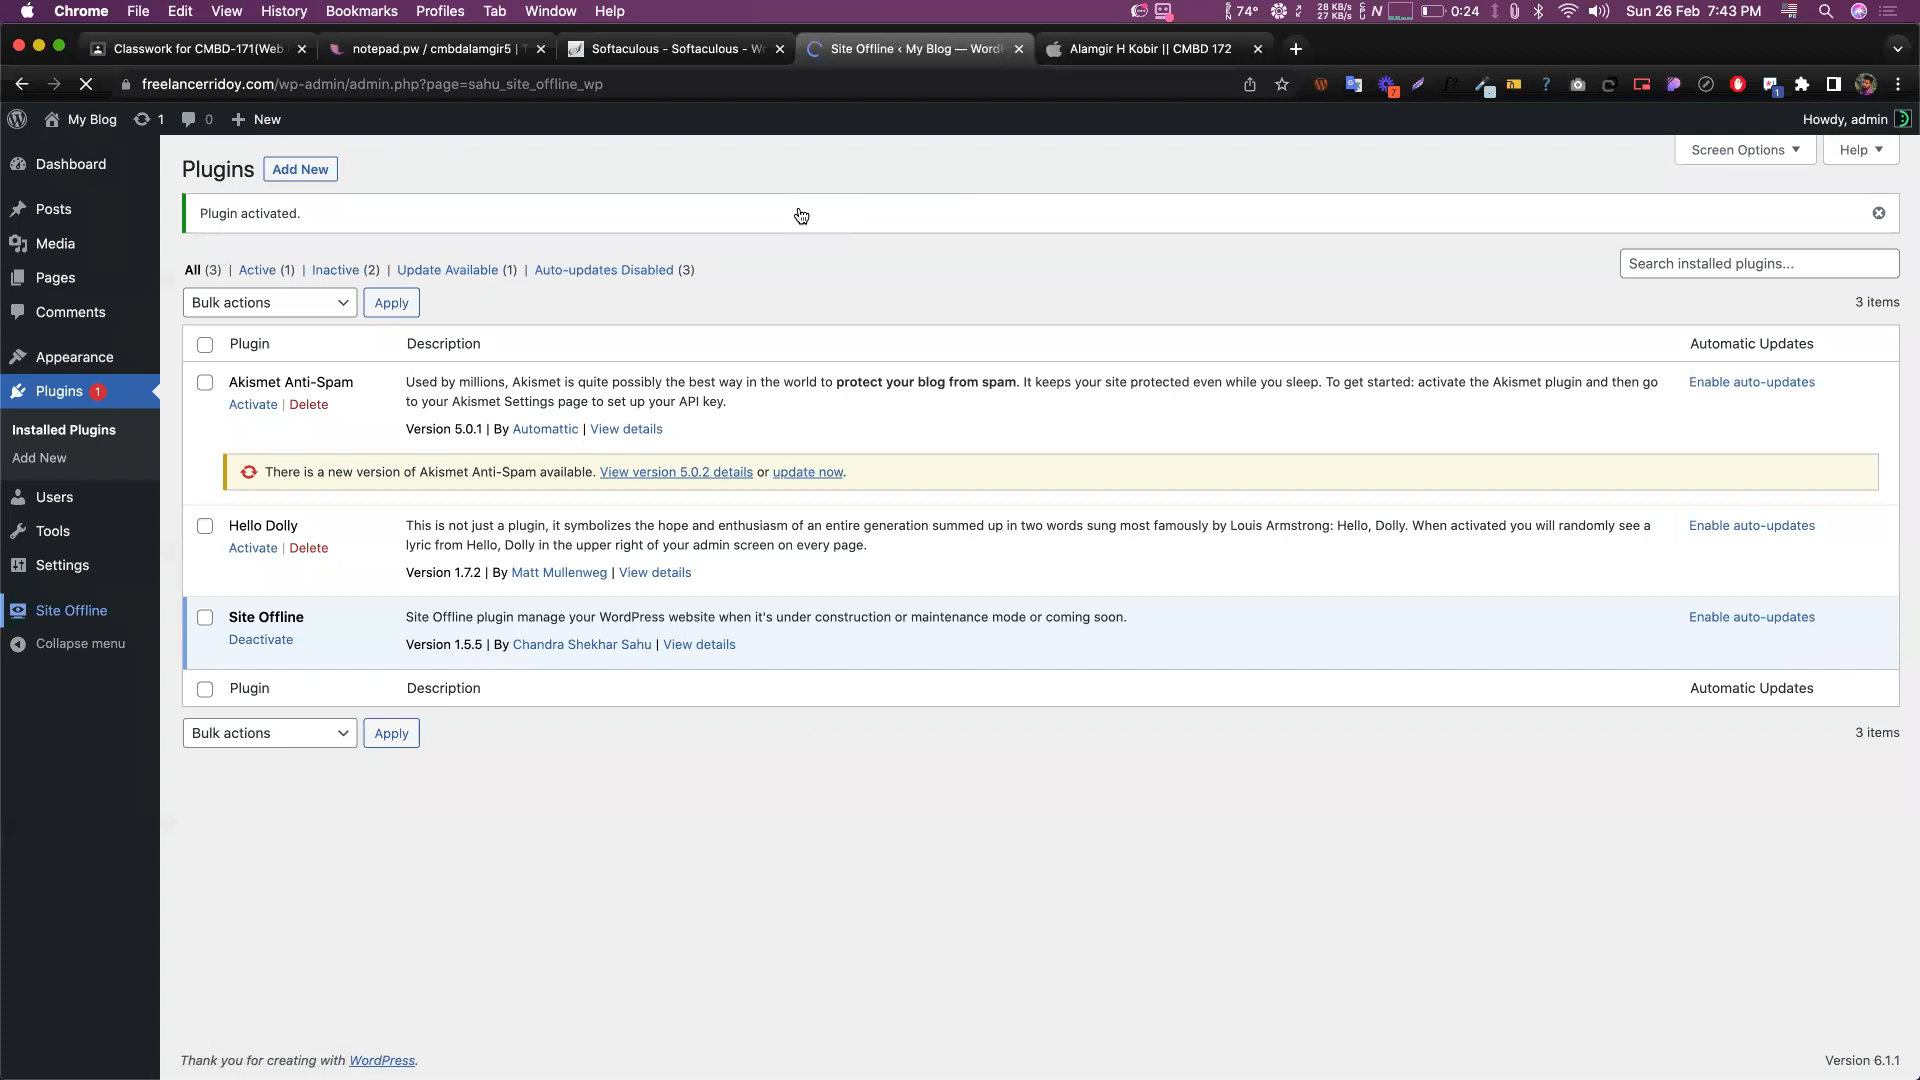 Chrome File Edit View History Bookmarks Profiles Tab Window Help 74° 28 KB/s 27 KB/s N 0:24 Sun 26 Feb 7:43 PM
Classwork for CMBD-171(Web notepad.pw / cmbdalamgir5 | Softaculous - Softaculous - W Site Offline ‹ My Blog — Word Alamgir H Kobir || CMBD 172
freelancerridoy.com/wp-admin/admin.php?page=sahu_site_offline_wp 7 1
My Blog 1 0 New Howdy, admin
Dashboard
Posts
Media
Pages
Comments
Appearance
Plugins 1
Installed Plugins
Add New
Users
Tools
Settings
Site Offline
Collapse menu
Screen Options Help
Plugins Add New
Plugin activated.
All (3) | Active (1) | Inactive (2) | Update Available (1) | Auto-updates Disabled (3)
Search installed plugins...
Bulk actions Apply 3 items
Plugin Description Automatic Updates
Akismet Anti-Spam Used by millions, Akismet is quite possibly the best way in the world to protect your blog from spam. It keeps your site protected even while you sleep. To get started: activate the Akismet plugin and then go Enable auto-updates
Activate | Delete to your Akismet Settings page to set up your API key.
Version 5.0.1 | By Automattic | View details
There is a new version of Akismet Anti-Spam available. View version 5.0.2 details or update now.
Hello Dolly This is not just a plugin, it symbolizes the hope and enthusiasm of an entire generation summed up in two words sung most famously by Louis Armstrong: Hello, Dolly. When activated you will randomly see a Enable auto-updates
Activate | Delete lyric from Hello, Dolly in the upper right of your admin screen on every page.
Version 1.7.2 | By Matt Mullenweg | View details
Site Offline Site Offline plugin manage your WordPress website when it's under construction or maintenance mode or coming soon. Enable auto-updates
Deactivate Version 1.5.5 | By Chandra Shekhar Sahu | View details
Plugin Description Automatic Updates
Bulk actions Apply 3 items
Thank you for creating with WordPress. Version 6.1.1